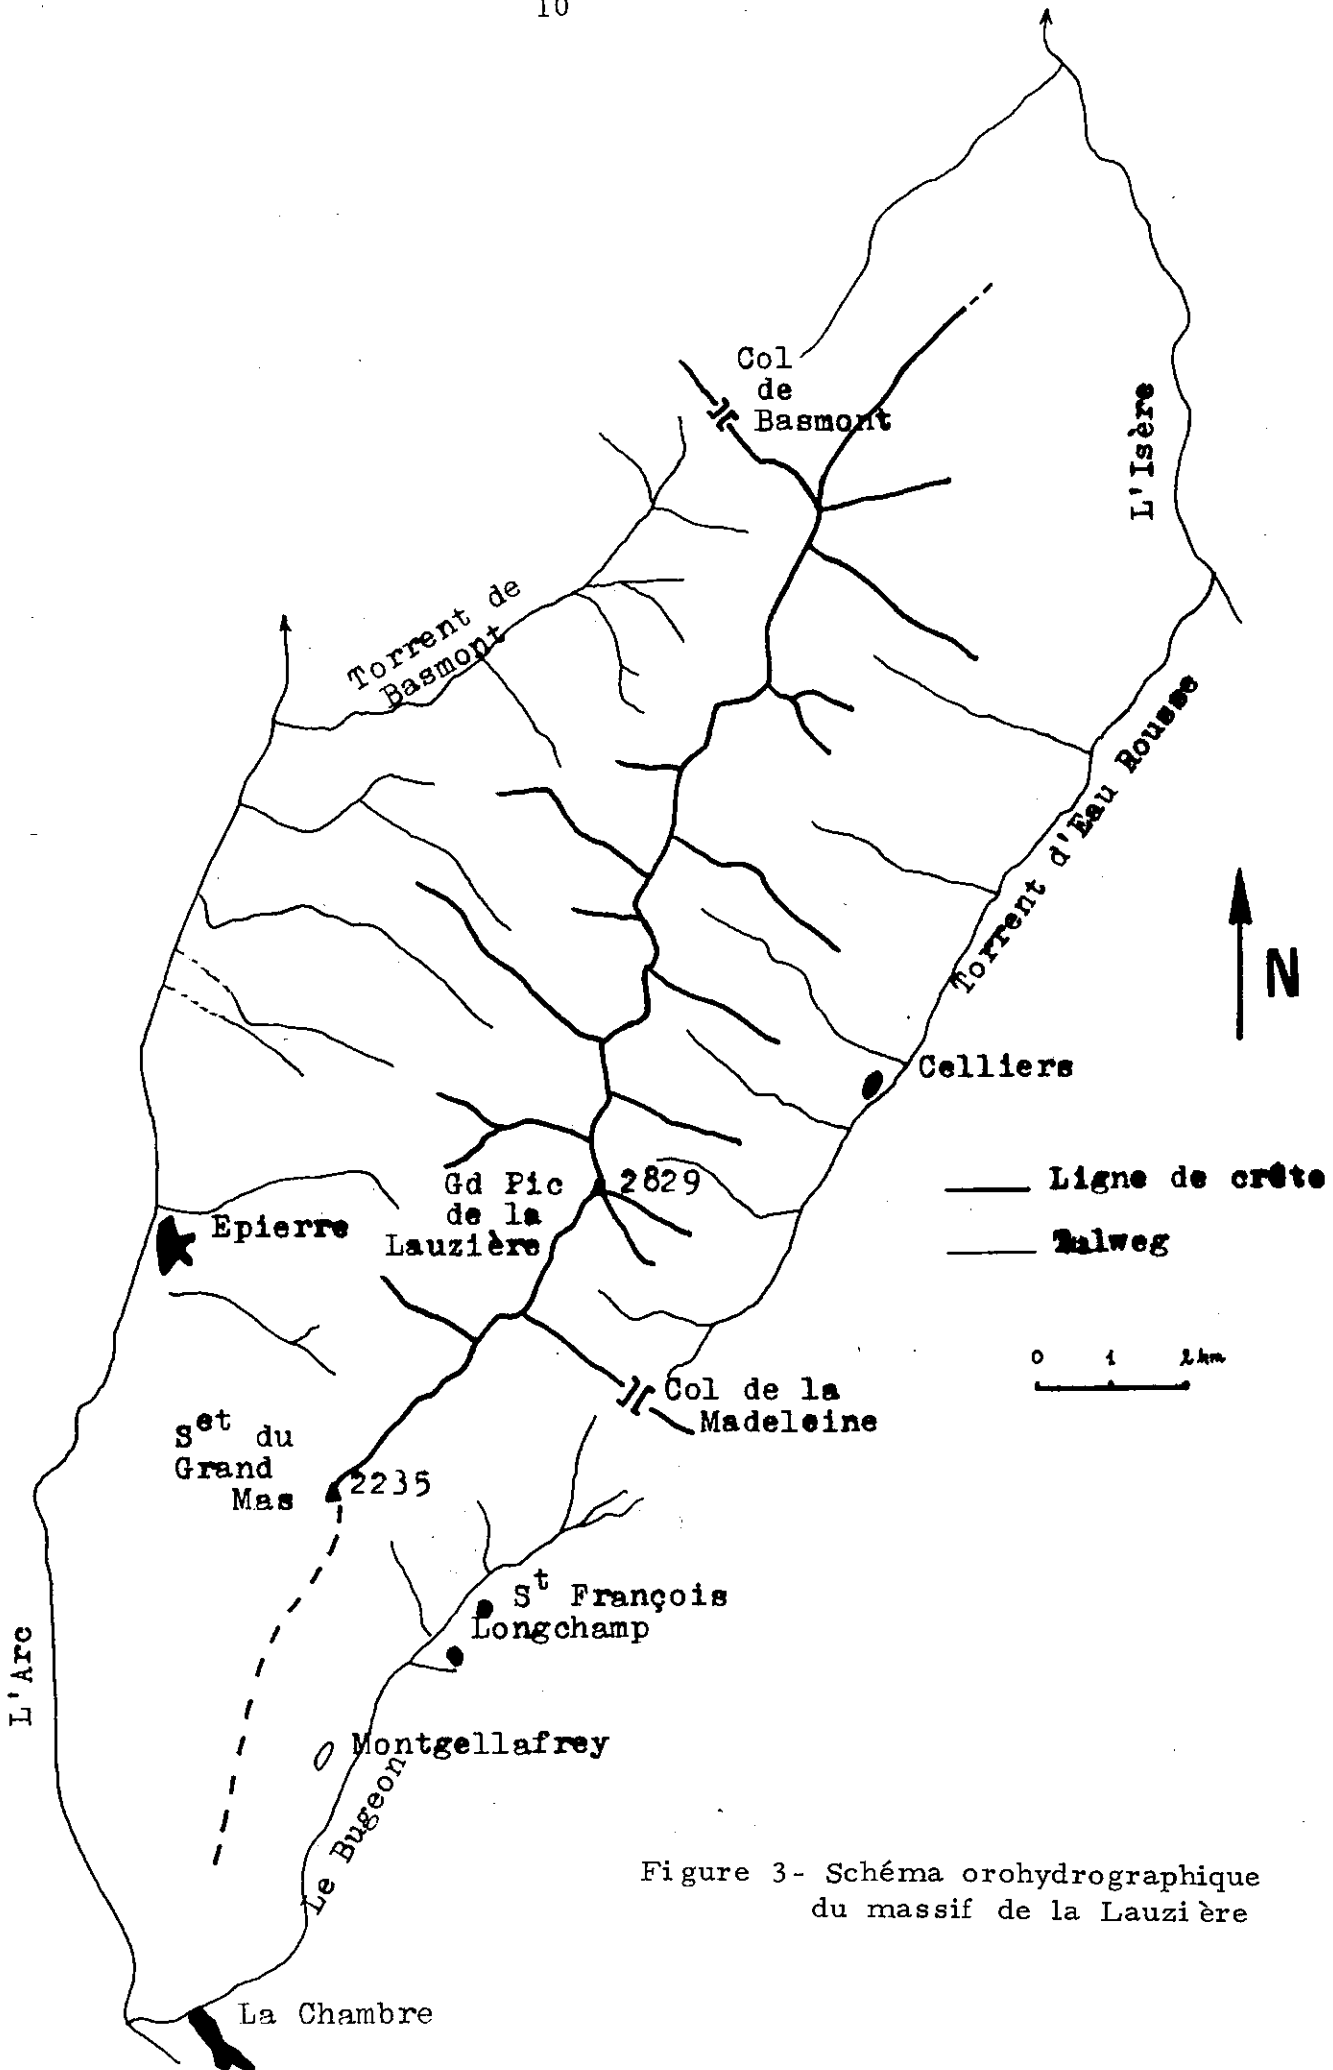 10
Col
de
Basmont
L'Isère
Torrent de
Basmont
Torrent d'Eau Rousse
N
Celliers
Ligne de crête
Talweg
Gd Pic
de la
Lauzière
2829
Epierre
0 1 2 km
Col de la
Madeleine
Set du
Grand
Mas
2235
St François
Longchamp
L'Arc
Montgellafrey
Le Bugeon
Figure 3- Schéma orohydrographique
du massif de la Lauzière
La Chambre